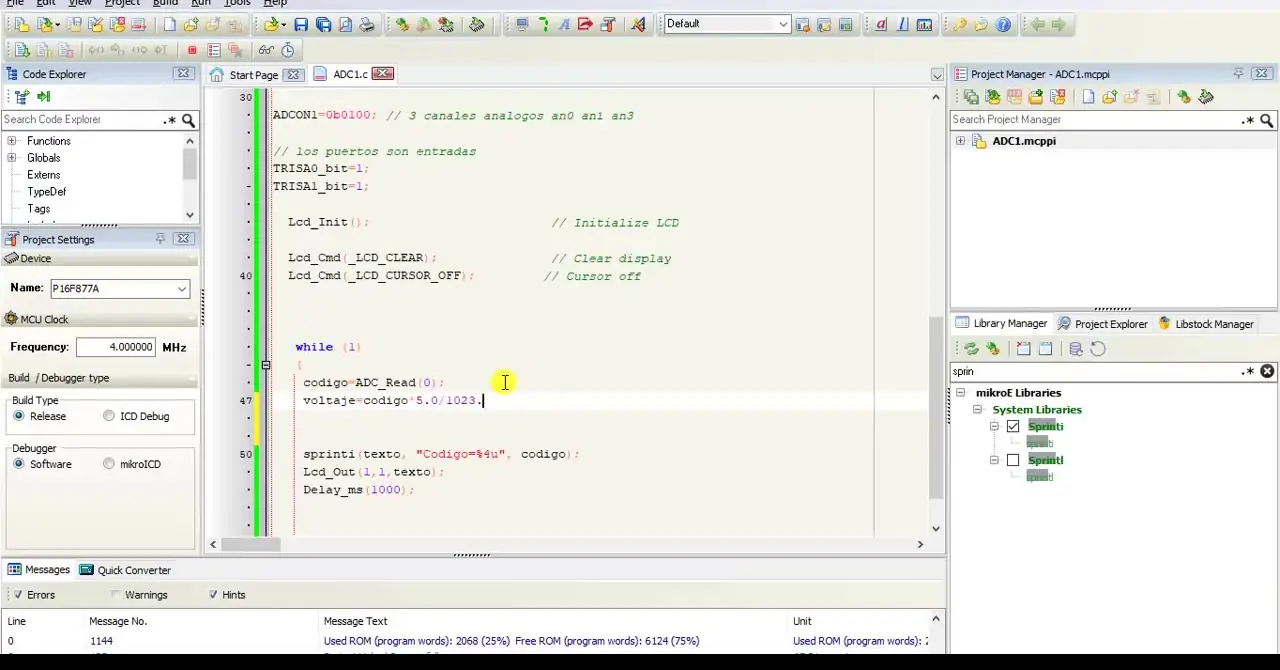 File Edit View Project Build Run Tools Help
Default
Code Explorer
Start Page
ADC1.c
Project Manager - ADC1.mcppi
Search Code Explorer
Search Project Manager
Functions
Globals
Externs
TypeDef
Tags
ADC1.mcppi
30
ADCON1=0b0100; // 3 canales analogos an0 an1 an3
// los puertos son entradas
TRISA0_bit=1;
TRISA1_bit=1;
Lcd_Init(); // Initialize LCD
Lcd_Cmd(_LCD_CLEAR); // Clear display
40 Lcd_Cmd(_LCD_CURSOR_OFF); // Cursor off
while (1)
{
codigo=ADC_Read(0);
47 voltaje=codigo*5.0/1023.
50 sprinti(texto, "Codigo=%4u", codigo);
Lcd_Out(1,1,texto);
Delay_ms(1000);
Project Settings
Device
Name: P16F877A
MCU Clock
Frequency: 4.000000 MHz
Build / Debugger type
Build Type
Release ICD Debug
Debugger
Software mikroICD
Library Manager Project Explorer Libstock Manager
sprin
mikroE Libraries
System Libraries
Sprinti
sprinti
Sprintl
sprintl
Messages Quick Converter
Errors Warnings Hints
Line Message No. Message Text Unit
0 1144 Used ROM (program words): 2068 (25%) Free ROM (program words): 6124 (75%) Used ROM (program words): 2